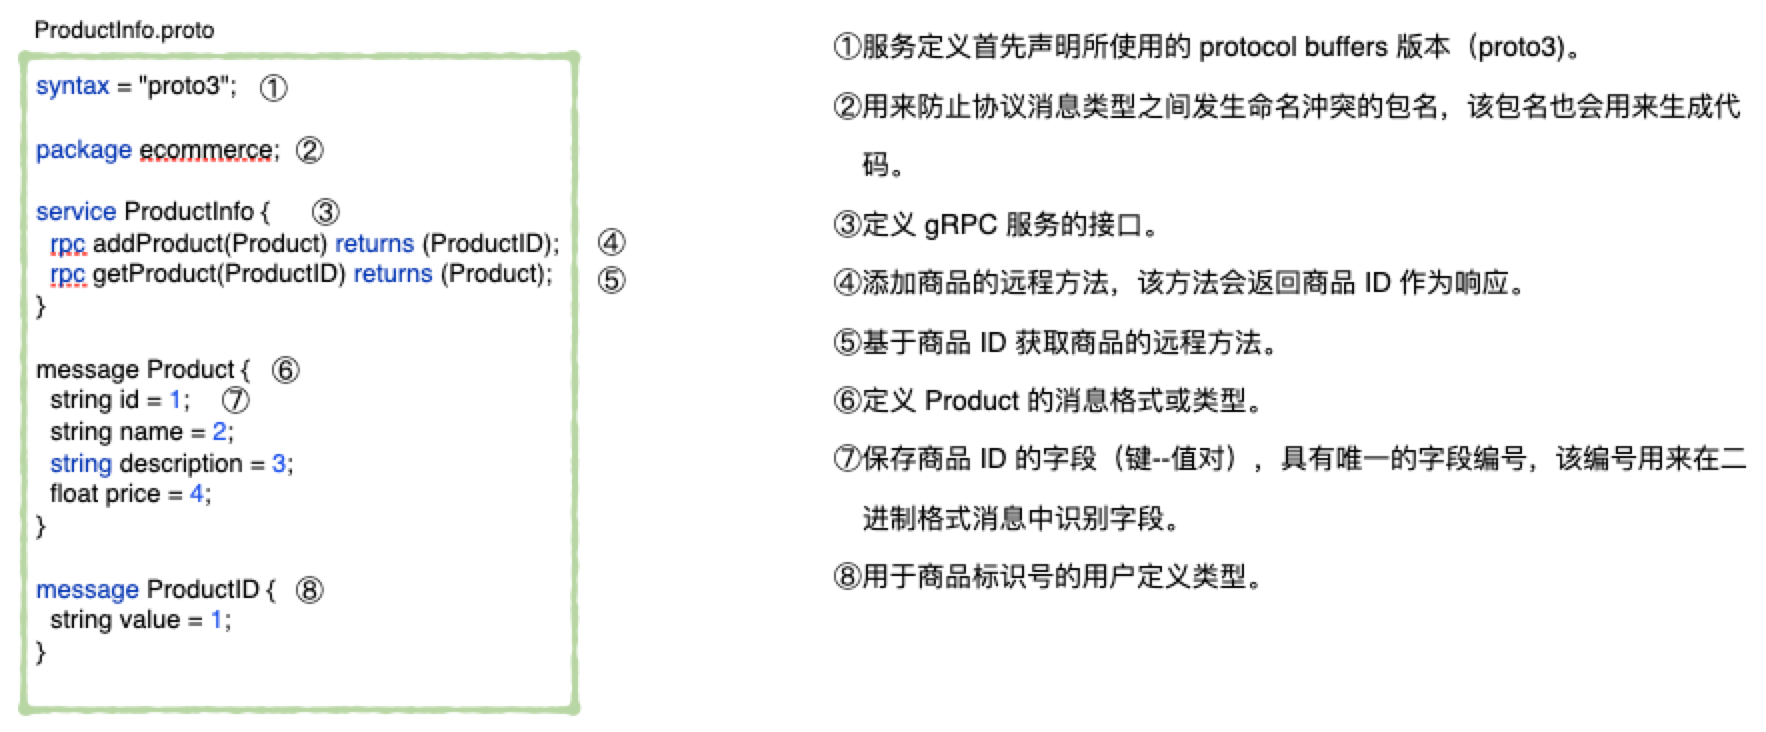 ProductInfo.proto
syntax = "proto3"; ①
package ecommerce; ②
service ProductInfo { ③
rpc addProduct(Product) returns (ProductID); ④
rpc getProduct(ProductID) returns (Product); ⑤
}
message Product { ⑥
string id = 1; ⑦
string name = 2;
string description = 3;
float price = 4;
}
message ProductID { ⑧
string value = 1;
}
①服务定义首先声明所使用的 protocol buffers 版本（proto3)。
②用来防止协议消息类型之间发生命名沖突的包名，该包名也会用来生成代
码。
③定义 gRPC 服务的接口。
④添加商品的远程方法，该方法会返回商品 ID 作为响应。
⑤基于商品 ID 获取商品的远程方法。
⑥定义 Product 的消息格式或类型。
⑦保存商品 ID 的字段（键--值对），具有唯一的字段编号，该编号用来在二
进制格式消息中识别字段。
⑧用于商品标识号的用户定义类型。